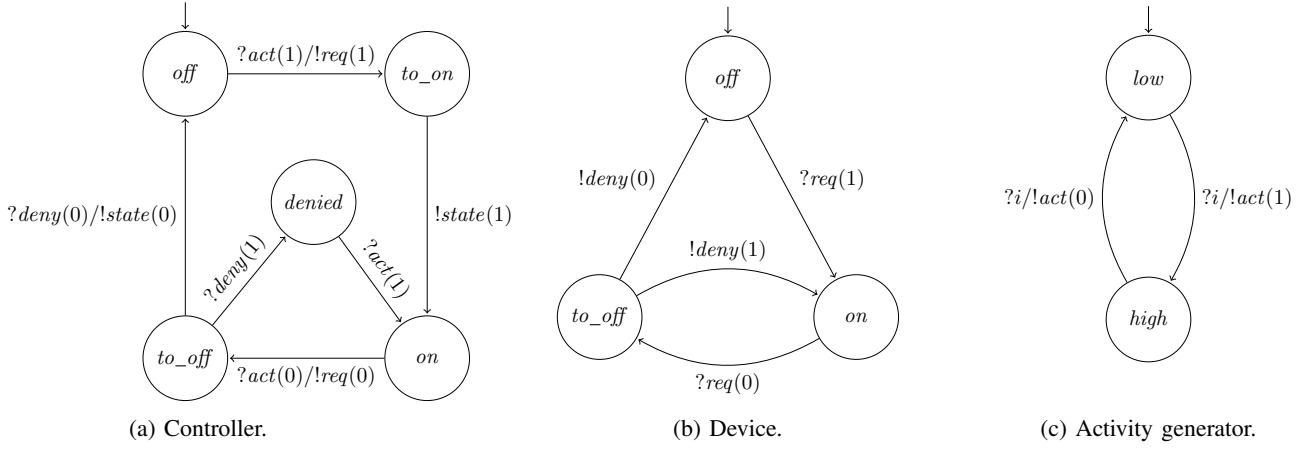 off
?act(1)/!req(1)
to_on
?deny(0)/!state(0)
denied
!state(1)
?deny(1)
?act(1)
to_off
?act(0)/!req(0)
on
(a) Controller.
off
!deny(0)
?req(1)
!deny(1)
to_off
on
?req(0)
(b) Device.
low
?i/!act(0)
?i/!act(1)
high
(c) Activity generator.